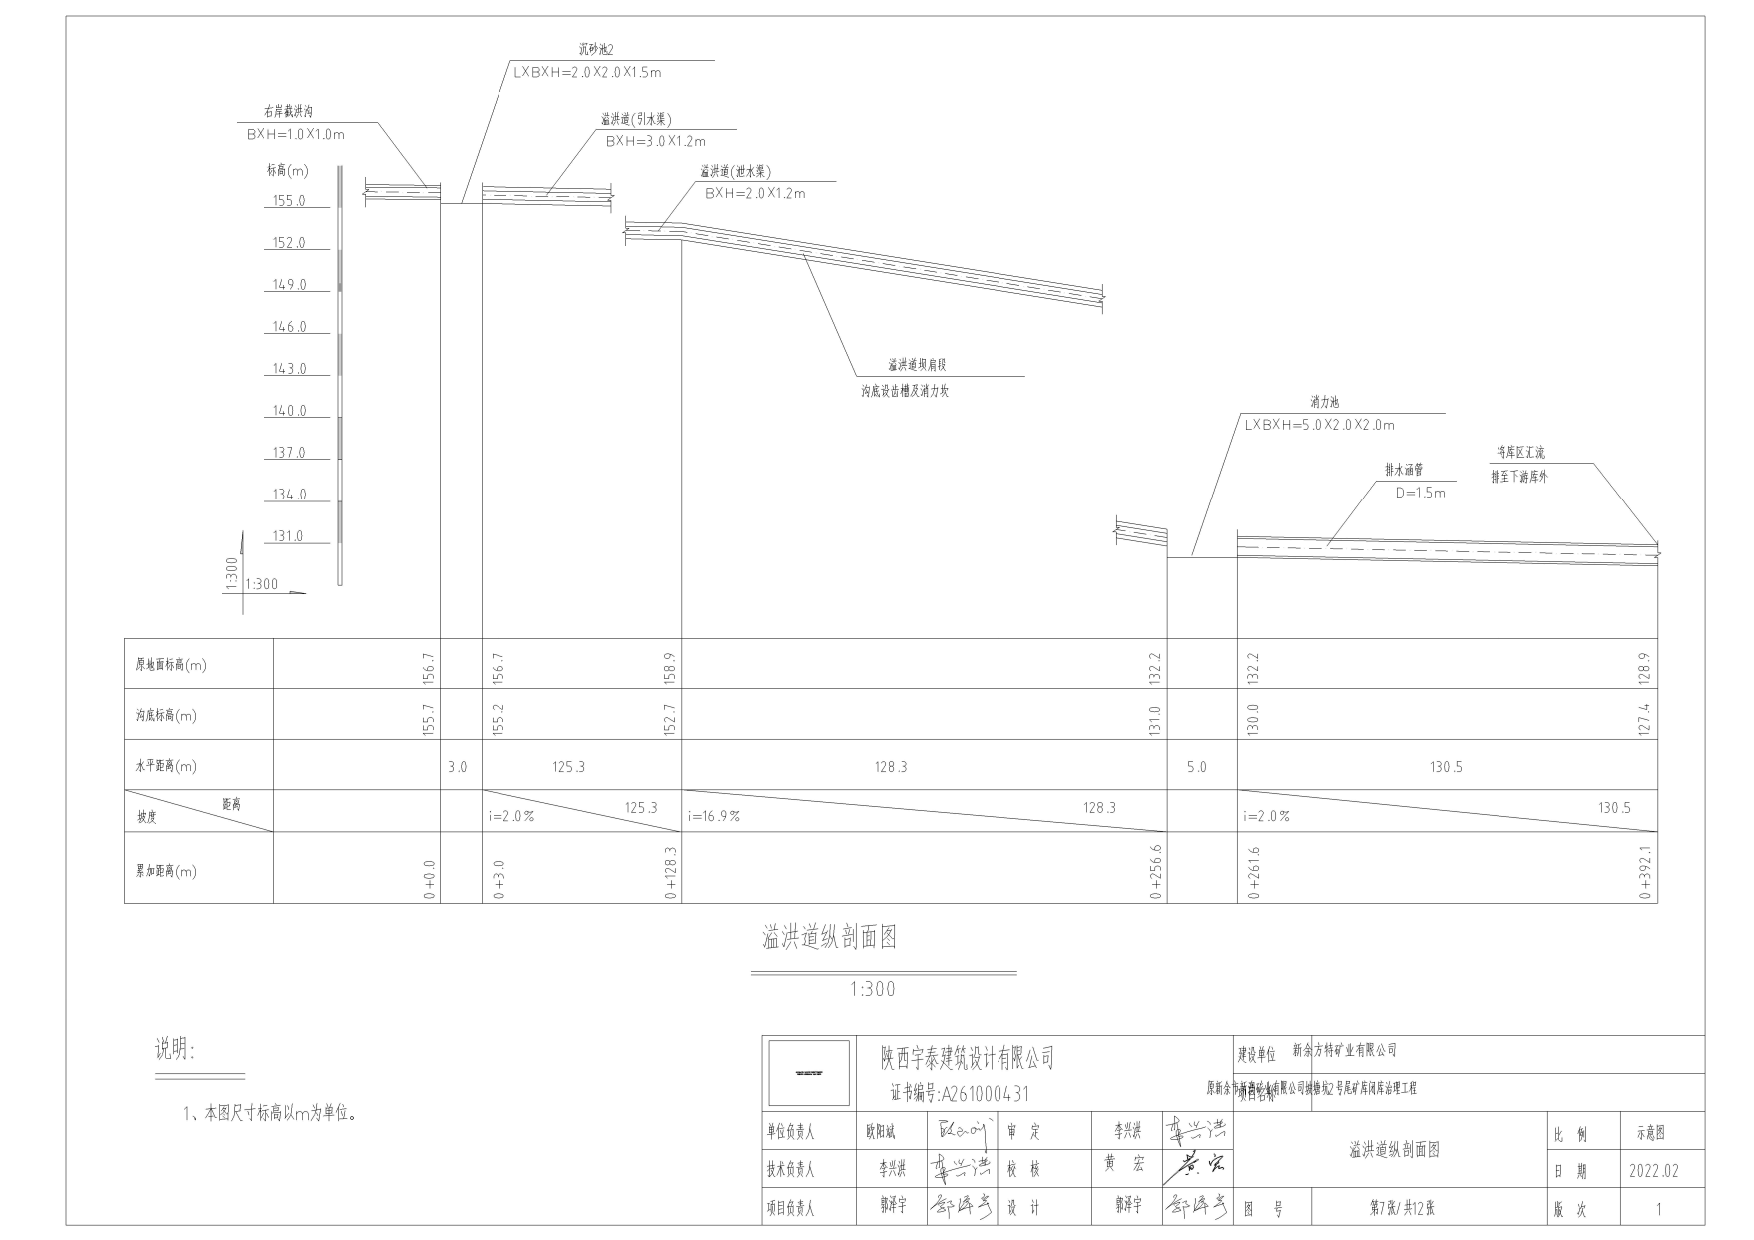 沉砂池2
LXBXH=2.0X2.0X1.5m
右岸截洪沟
BXH=1.0X1.0m
溢洪道(引水渠)
BXH=3.0X1.2m
溢洪道(泄水渠)
BXH=2.0X1.2m
标高(m)
155.0
152.0
149.0
146.0
143.0
140.0
137.0
134.0
131.0
1:300
1:300
溢洪道坝肩段
沟底设齿槽及消力坎
消力池
LXBXH=5.0X2.0X2.0m
排水涵管
D=1.5m
将库区汇流
排至下游库外
原地面标高(m) 156.7 156.7 158.9 132.2 132.2 128.9
沟底标高(m) 155.7 155.2 152.7 131.0 130.0 127.4
水平距离(m) 3.0 125.3 128.3 5.0 130.5
距离 125.3 128.3 130.5
坡度 i=2.0% i=16.9% i=2.0%
累加距离(m) 0+0.0 0+3.0 0+128.3 0+256.6 0+261.6 0+392.1
溢洪道纵剖面图
1:300
说明:
1、本图尺寸标高以m为单位。
陕西宇泰建筑设计有限公司
证书编号:A261000431
建设单位 新余方特矿业有限公司
项目名称
单位负责人 欧阳斌 审 定 李兴洪
技术负责人 李兴洪 校 核 黄 宏
项目负责人 郭泽宇 设 计 郭泽宇
溢洪道纵剖面图
比 例 示意图
日 期 2022.02
图 号 第7张/共12张 版 次 1